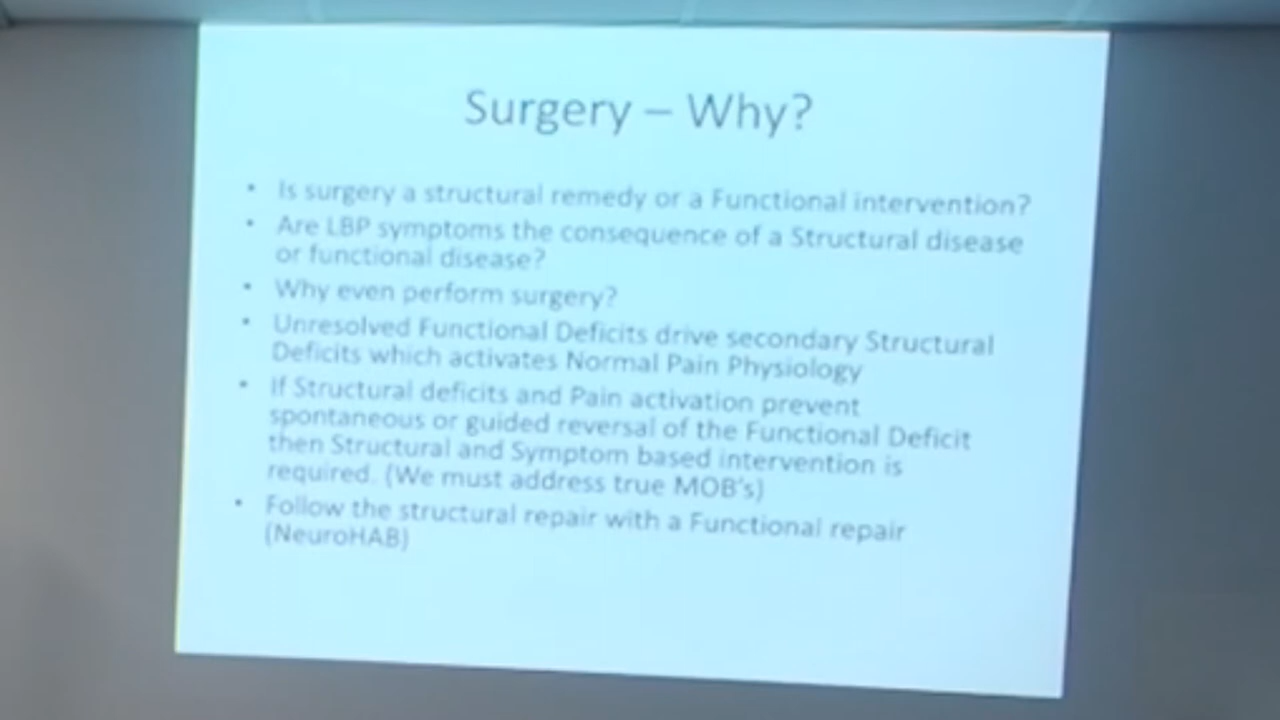 Surgery – Why?
• Is surgery a structural remedy or a Functional intervention?
• Are LBP symptoms the consequence of a Structural disease
or functional disease?
• Why even perform surgery?
• Unresolved Functional Deficits drive secondary Structural
Deficits which activates Normal Pain Physiology
• If Structural deficits and Pain activation prevent
spontaneous or guided reversal of the Functional Deficit
then Structural and Symptom based intervention is
required. (We must address true MOB's)
• Follow the structural repair with a Functional repair
(NeuroHAB)